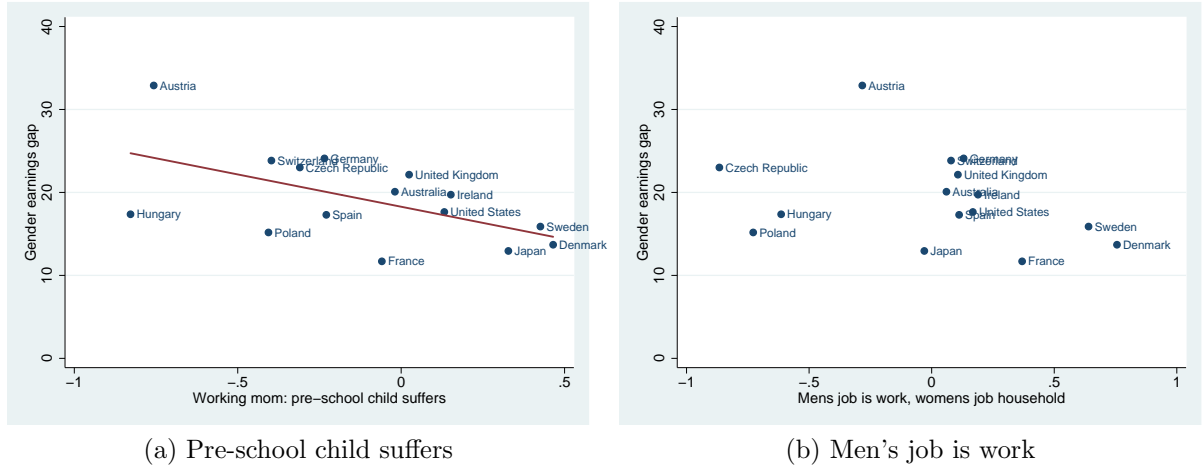 Gender earnings gap
40
30
20
10
0
Austria
Switzerland
Germany
Czech Republic
United Kingdom
Australia
Ireland
Hungary
Spain
United States
Poland
Sweden
Denmark
Japan
France
−1
−.5
0
.5
Working mom: pre−school child suffers
(a) Pre-school child suffers
Gender earnings gap
40
30
20
10
0
Austria
Germany
Switzerland
Czech Republic
United Kingdom
Australia
Ireland
Hungary
Spain
United States
Poland
Sweden
Denmark
Japan
France
−1
−.5
0
.5
1
Mens job is work, womens job household
(b) Men's job is work